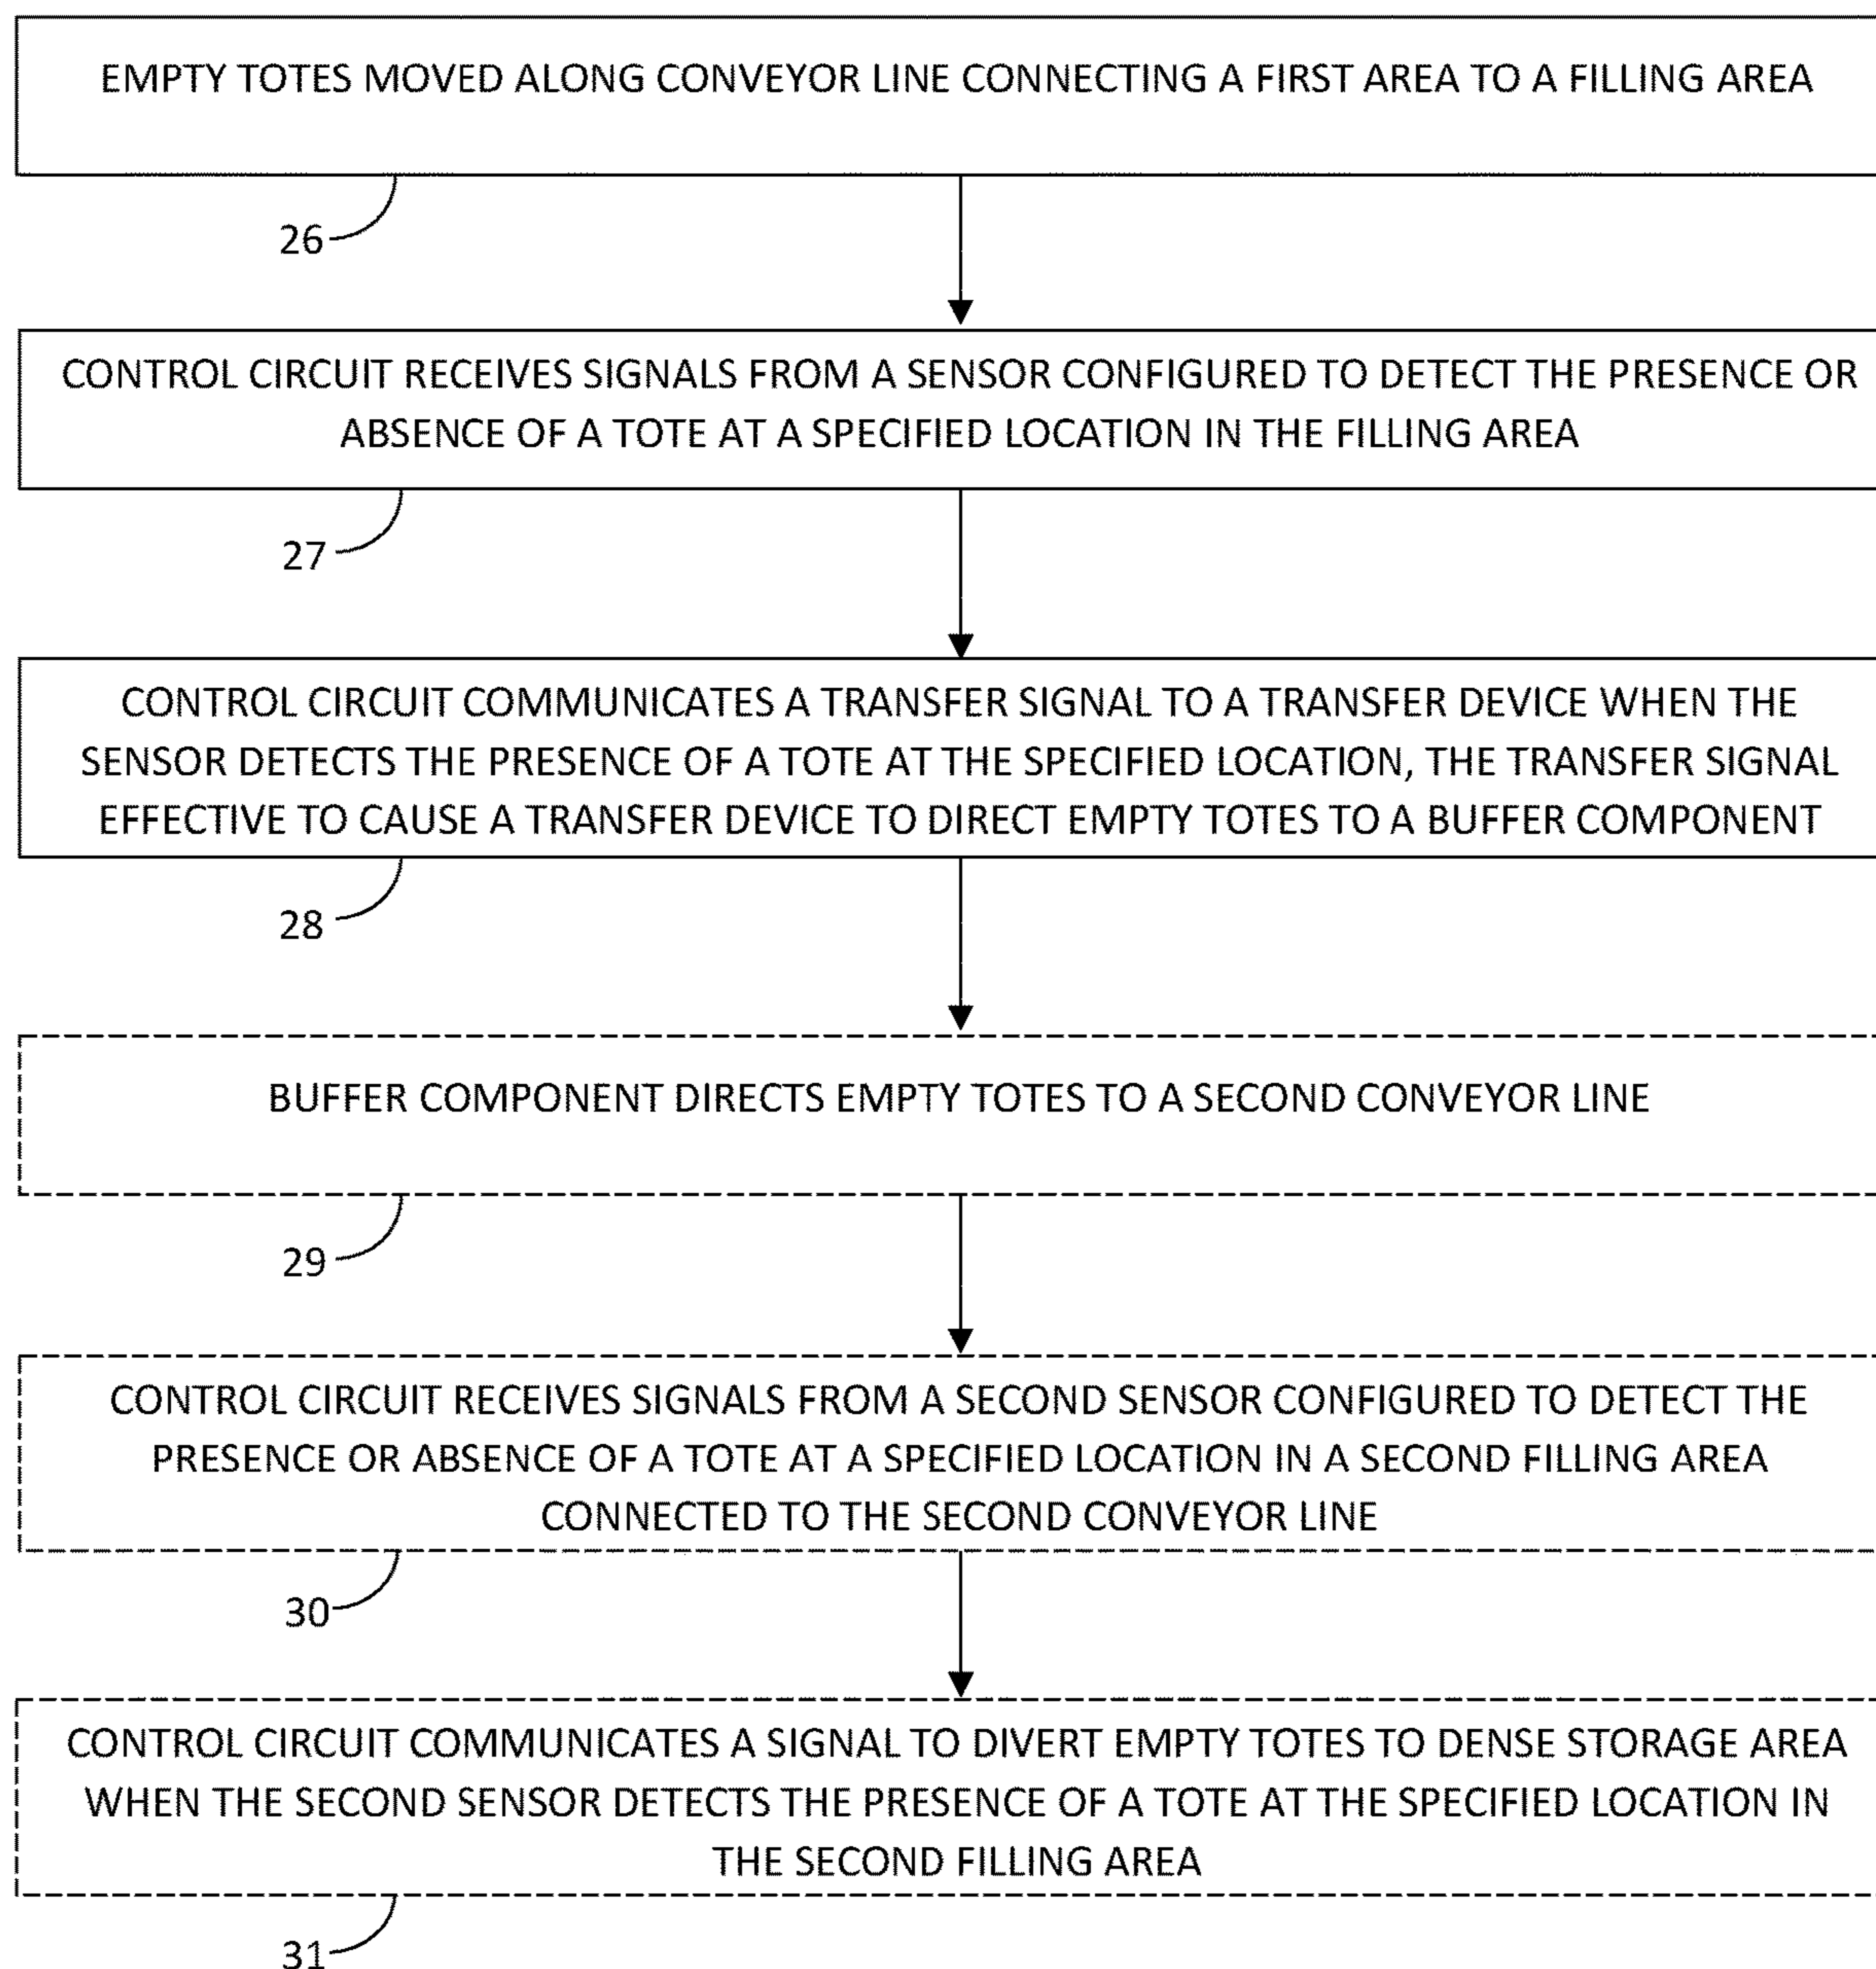 EMPTY TOTES MOVED ALONG CONVEYOR LINE CONNECTING A FIRST AREA TO A FILLING AREA
26
CONTROL CIRCUIT RECEIVES SIGNALS FROM A SENSOR CONFIGURED TO DETECT THE PRESENCE OR
ABSENCE OF A TOTE AT A SPECIFIED LOCATION IN THE FILLING AREA
27
CONTROL CIRCUIT COMMUNICATES A TRANSFER SIGNAL TO A TRANSFER DEVICE WHEN THE
SENSOR DETECTS THE PRESENCE OF A TOTE AT THE SPECIFIED LOCATION, THE TRANSFER SIGNAL
EFFECTIVE TO CAUSE A TRANSFER DEVICE TO DIRECT EMPTY TOTES TO A BUFFER COMPONENT
28
BUFFER COMPONENT DIRECTS EMPTY TOTES TO A SECOND CONVEYOR LINE
29
CONTROL CIRCUIT RECEIVES SIGNALS FROM A SECOND SENSOR CONFIGURED TO DETECT THE
PRESENCE OR ABSENCE OF A TOTE AT A SPECIFIED LOCATION IN A SECOND FILLING AREA
CONNECTED TO THE SECOND CONVEYOR LINE
30
CONTROL CIRCUIT COMMUNICATES A SIGNAL TO DIVERT EMPTY TOTES TO DENSE STORAGE AREA
WHEN THE SECOND SENSOR DETECTS THE PRESENCE OF A TOTE AT THE SPECIFIED LOCATION IN
THE SECOND FILLING AREA
31